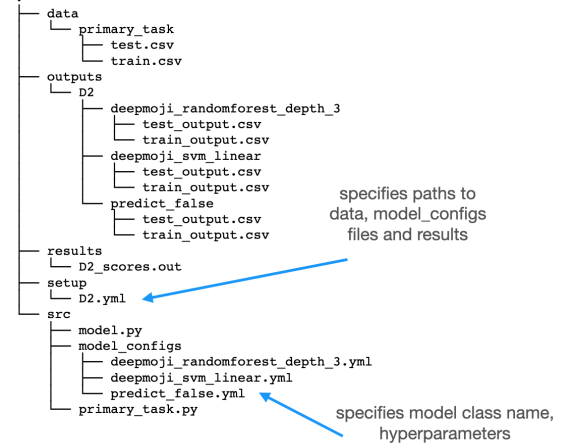 data
primary_task
test.csv
train.csv
outputs
D2
deepmoji_randomforest_depth_3
test_output.csv
train_output.csv
deepmoji_svm_linear
test_output.csv
train_output.csv
predict_false
test_output.csv
train_output.csv
specifies paths to
data, model_configs
files and results
results
D2_scores.out
setup
D2.yml
src
model.py
model_configs
deepmoji_randomforest_depth_3.yml
deepmoji_svm_linear.yml
predict_false.yml
primary_task.py
specifies model class name,
hyperparameters